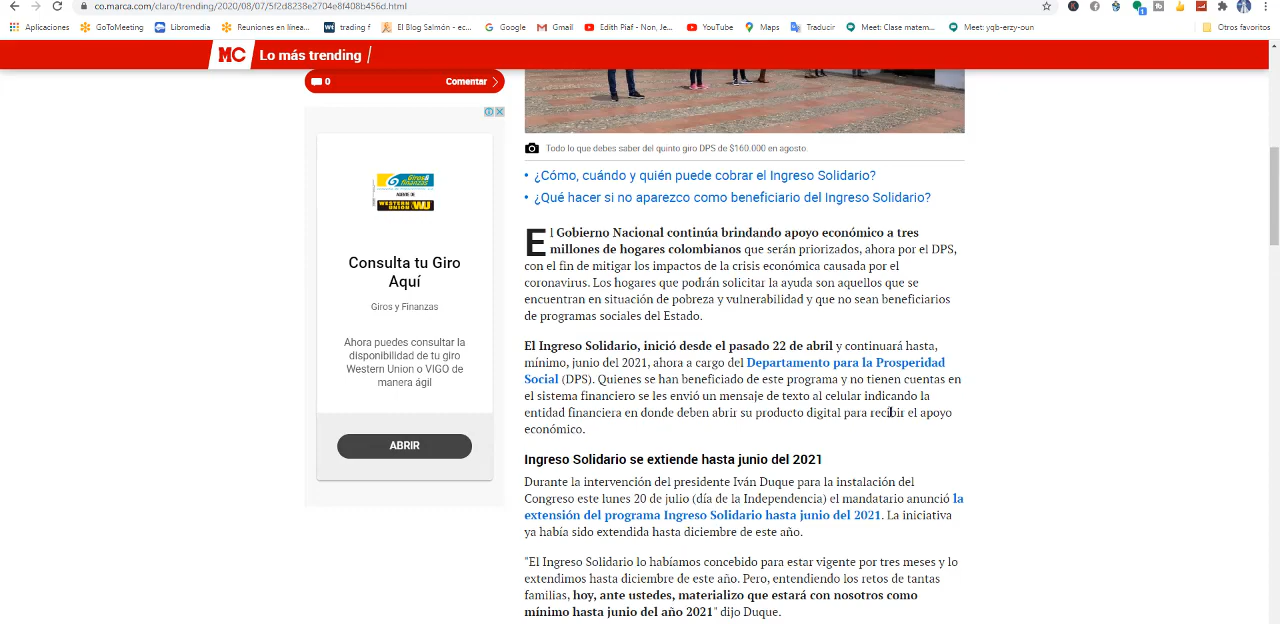 co.marca.com/claro/trending/2020/08/07/5f2d8238e2704e8f408b456d.html
Aplicaciones
GoToMeeting
Libromedia
Reuniones en línea...
trading f
El Blog Salmón - ec...
Google
Gmail
Edith Piaf - Non, Je...
YouTube
Maps
Traducir
Meet: Clase matem...
Meet: yqb-erzy-oun
Otros favoritos
MC Lo más trending
0 Comentar
Giros & Finanzas
AGENTE DE
WESTERN UNION WU
Consulta tu Giro
Aquí
Giros y Finanzas
Ahora puedes consultar la
disponibilidad de tu giro
Western Union o VIGO de
manera ágil
ABRIR
Todo lo que debes saber del quinto giro DPS de $160.000 en agosto.
• ¿Cómo, cuándo y quién puede cobrar el Ingreso Solidario?
• ¿Qué hacer si no aparezco como beneficiario del Ingreso Solidario?
El Gobierno Nacional continúa brindando apoyo económico a tres
millones de hogares colombianos que serán priorizados, ahora por el DPS,
con el fin de mitigar los impactos de la crisis económica causada por el
coronavirus. Los hogares que podrán solicitar la ayuda son aquellos que se
encuentran en situación de pobreza y vulnerabilidad y que no sean beneficiarios
de programas sociales del Estado.
El Ingreso Solidario, inició desde el pasado 22 de abril y continuará hasta,
mínimo, junio del 2021, ahora a cargo del Departamento para la Prosperidad
Social (DPS). Quienes se han beneficiado de este programa y no tienen cuentas en
el sistema financiero se les envió un mensaje de texto al celular indicando la
entidad financiera en donde deben abrir su producto digital para recibir el apoyo
económico.
Ingreso Solidario se extiende hasta junio del 2021
Durante la intervención del presidente Iván Duque para la instalación del
Congreso este lunes 20 de julio (día de la Independencia) el mandatario anunció la
extensión del programa Ingreso Solidario hasta junio del 2021. La iniciativa
ya había sido extendida hasta diciembre de este año.
"El Ingreso Solidario lo habíamos concebido para estar vigente por tres meses y lo
extendimos hasta diciembre de este año. Pero, entendiendo los retos de tantas
familias, hoy, ante ustedes, materializo que estará con nosotros como
mínimo hasta junio del año 2021" dijo Duque.